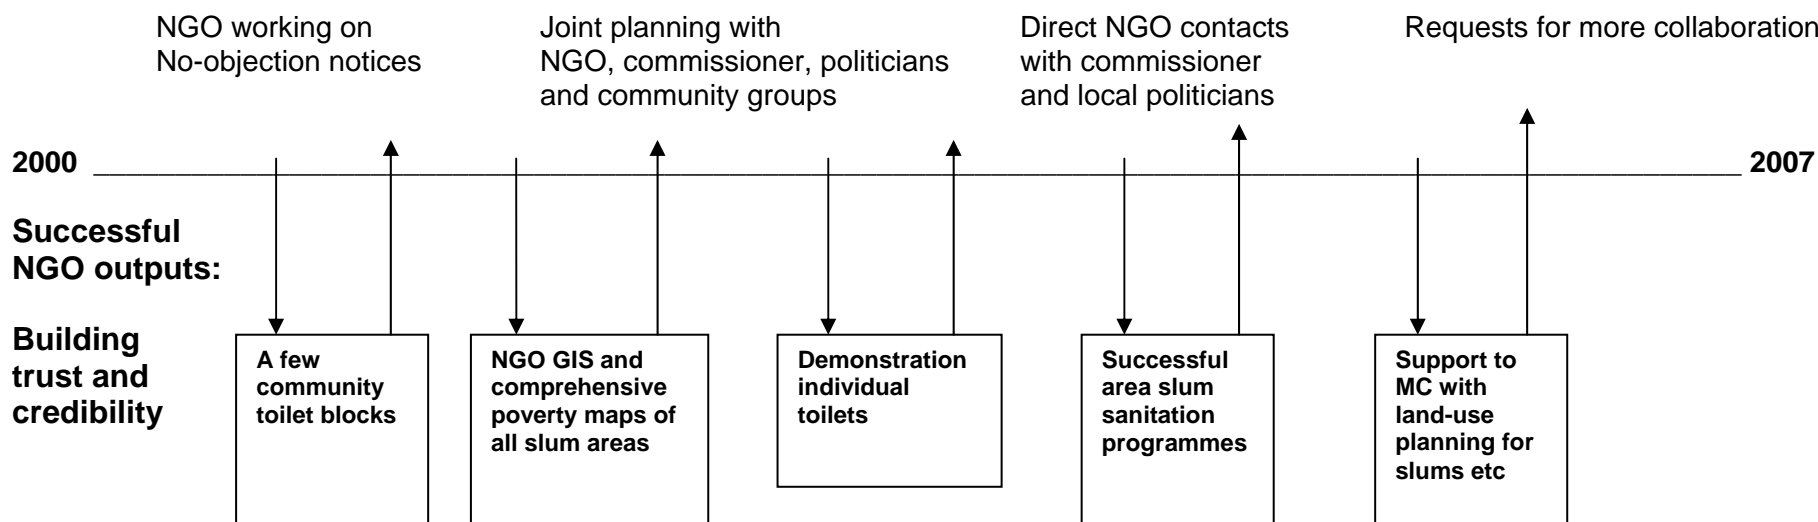 NGO working on
No-objection notices
Joint planning with
NGO, commissioner, politicians
and community groups
Direct NGO contacts
with commissioner
and local politicians
Requests for more collaboration
2000
2007
Successful
NGO outputs:
Building
trust and
credibility
A few
community
toilet blocks
NGO GIS and
comprehensive
poverty maps of
all slum areas
Demonstration
individual
toilets
Successful
area slum
sanitation
programmes
Support to
MC with
land-use
planning for
slums etc